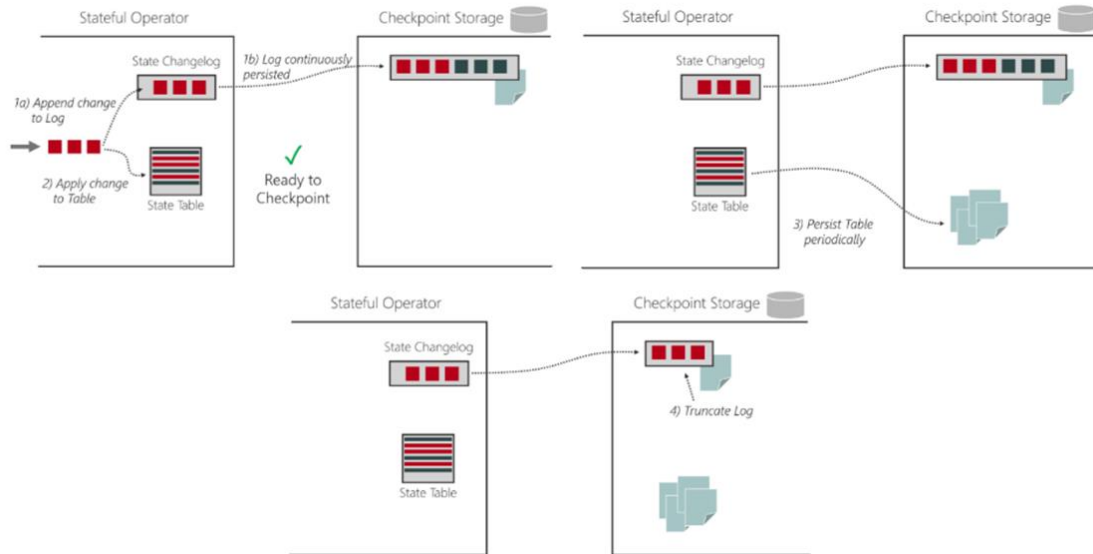 Stateful Operator
Checkpoint Storage
State Changelog
1b) Log continuously
persisted
1a) Append change
to Log
2) Apply change
to Table
State Table
✓
Ready to
Checkpoint
Stateful Operator
Checkpoint Storage
State Changelog
State Table
3) Persist Table
periodically
Stateful Operator
Checkpoint Storage
State Changelog
4) Truncate Log
State Table